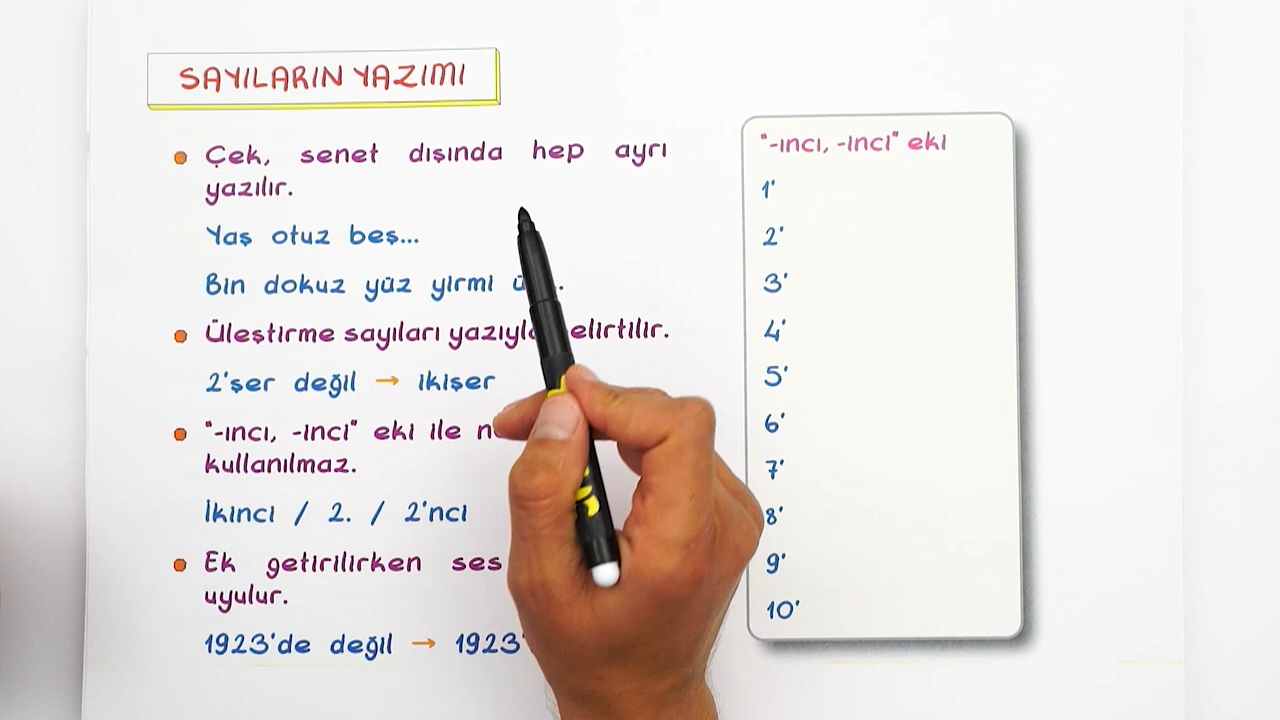 SAYILARIN YAZIMI
Çek, senet dışında hep ayrı
yazılır.
Yaş otuz beş...
Bin dokuz yüz yirmi
Üleştirme sayıları yazıyla
2'şer değil → ikişer
"-ıncı, -inci" eki ile
kullanılmaz.
İkinci / 2. / 2'nci
Ek getirilirken ses
uyulur.
1923'de değil → 1923'
"-ıncı, -inci" eki
1'
2'
3'
4'
5'
6'
7'
8'
9'
10'